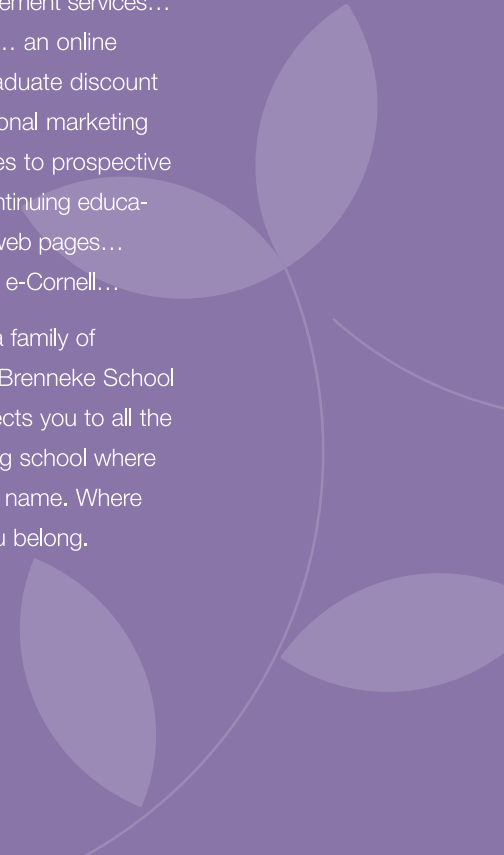 ement services…
… an online
aduate discount
onal marketing
es to prospective
ntinuing educa-
web pages…
e-Cornell…
a family of
Brenneke School
ects you to all the
g school where
name. Where
u belong.